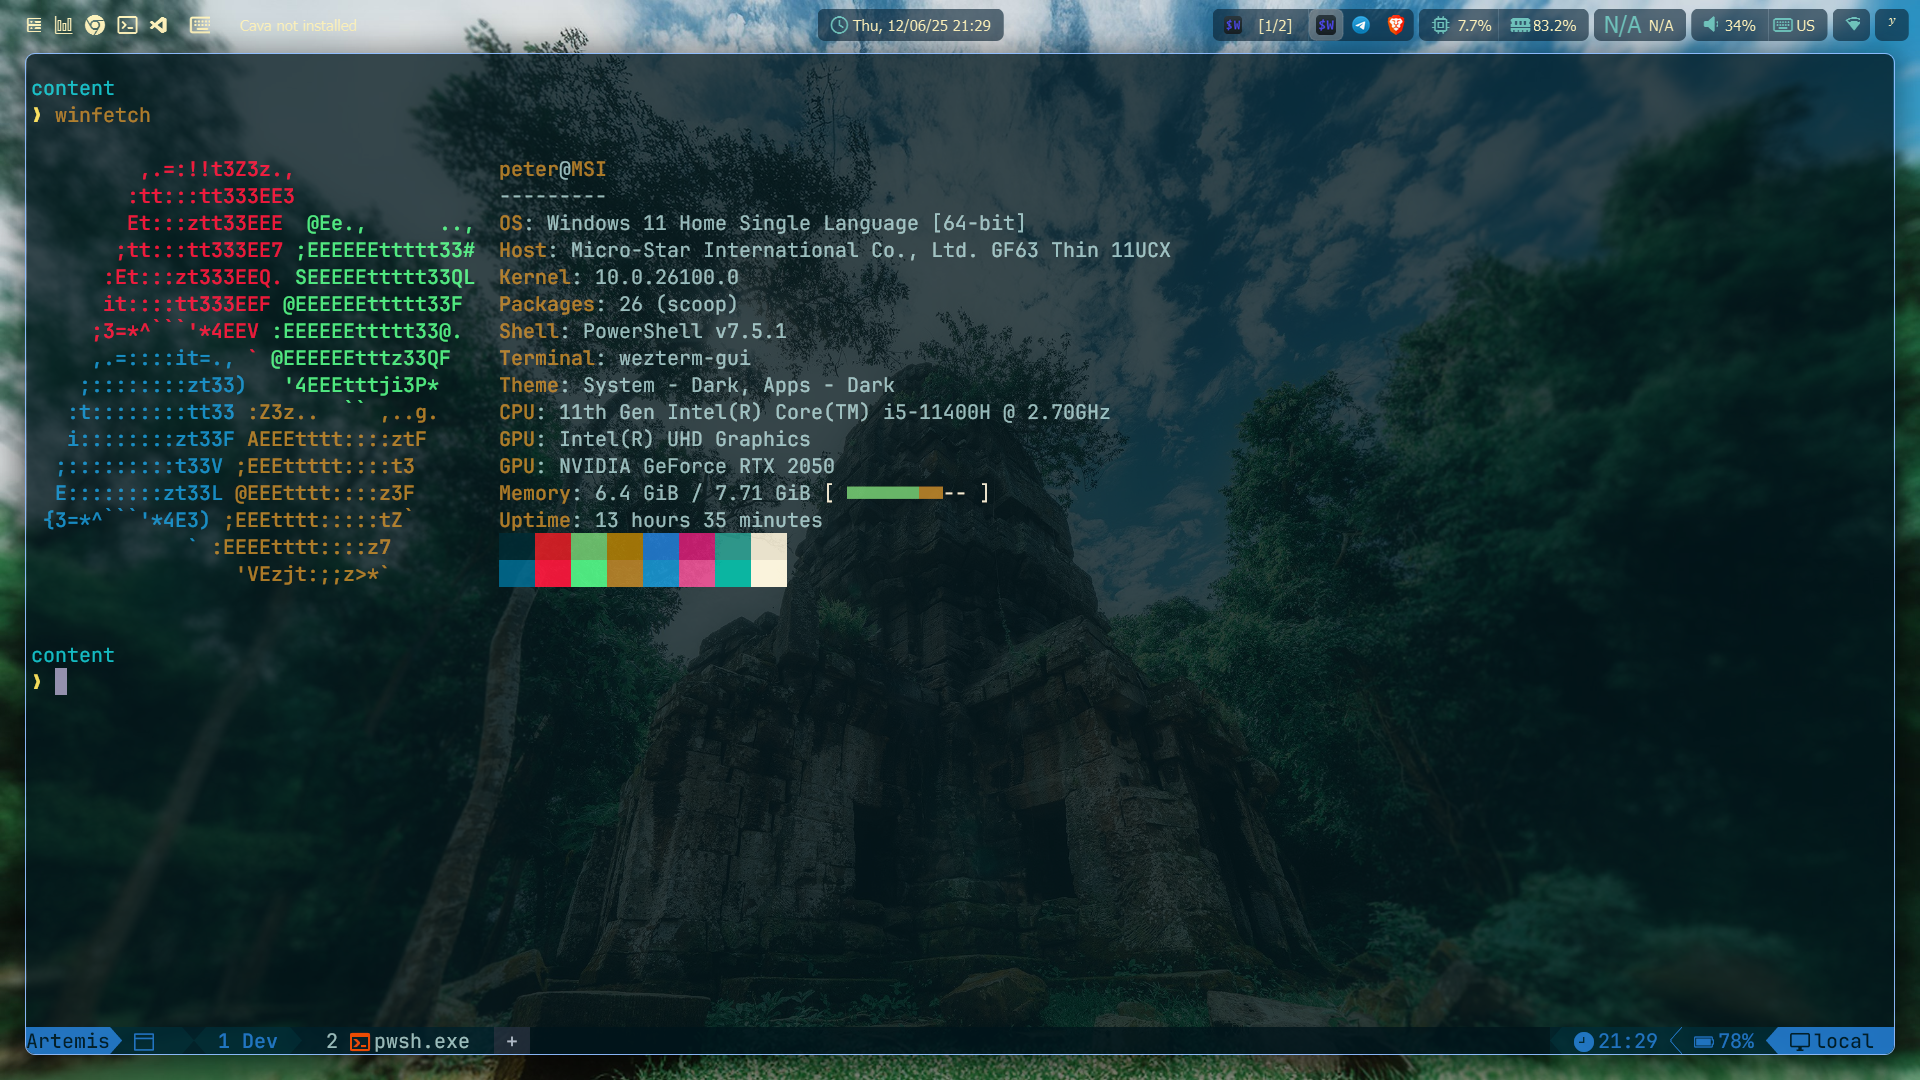 Cava not installed
Thu, 12/06/25 21:29
[1/2]
7.7%
83.2%
N/A N/A
34%
US
content
❱ winfetch
,.=:!!t3Z3z.,
:tt:::tt333EE3
Et:::ztt33EEE  @Ee.,      ..,
;tt:::tt333EE7 ;EEEEEEttttt33#
:Et:::zt333EEQ. SEEEEEttttt33QL
it::::tt333EEF @EEEEEEttttt33F
;3=*^```'*4EEV :EEEEEEttttt33@.
,.=::::it=., ` @EEEEEEtttz33QF
;::::::::zt33)   '4EEEtttji3P*
:t::::::::tt33 :Z3z..  `` ,..g.
i::::::::zt33F AEEEtttt::::ztF
;:::::::::t33V ;EEEttttt::::t3
E::::::::zt33L @EEEtttt::::z3F
{3=*^```'*4E3) ;EEEtttt:::::tZ`
` :EEEEtttt::::z7
'VEzjt:;;z>*`
peter@MSI
---------
OS: Windows 11 Home Single Language [64-bit]
Host: Micro-Star International Co., Ltd. GF63 Thin 11UCX
Kernel: 10.0.26100.0
Packages: 26 (scoop)
Shell: PowerShell v7.5.1
Terminal: wezterm-gui
Theme: System - Dark, Apps - Dark
CPU: 11th Gen Intel(R) Core(TM) i5-11400H @ 2.70GHz
GPU: Intel(R) UHD Graphics
GPU: NVIDIA GeForce RTX 2050
Memory: 6.4 GiB / 7.71 GiB [ -- ]
Uptime: 13 hours 35 minutes
content
❱
Artemis
1 Dev
2 pwsh.exe
+
21:29
78%
local